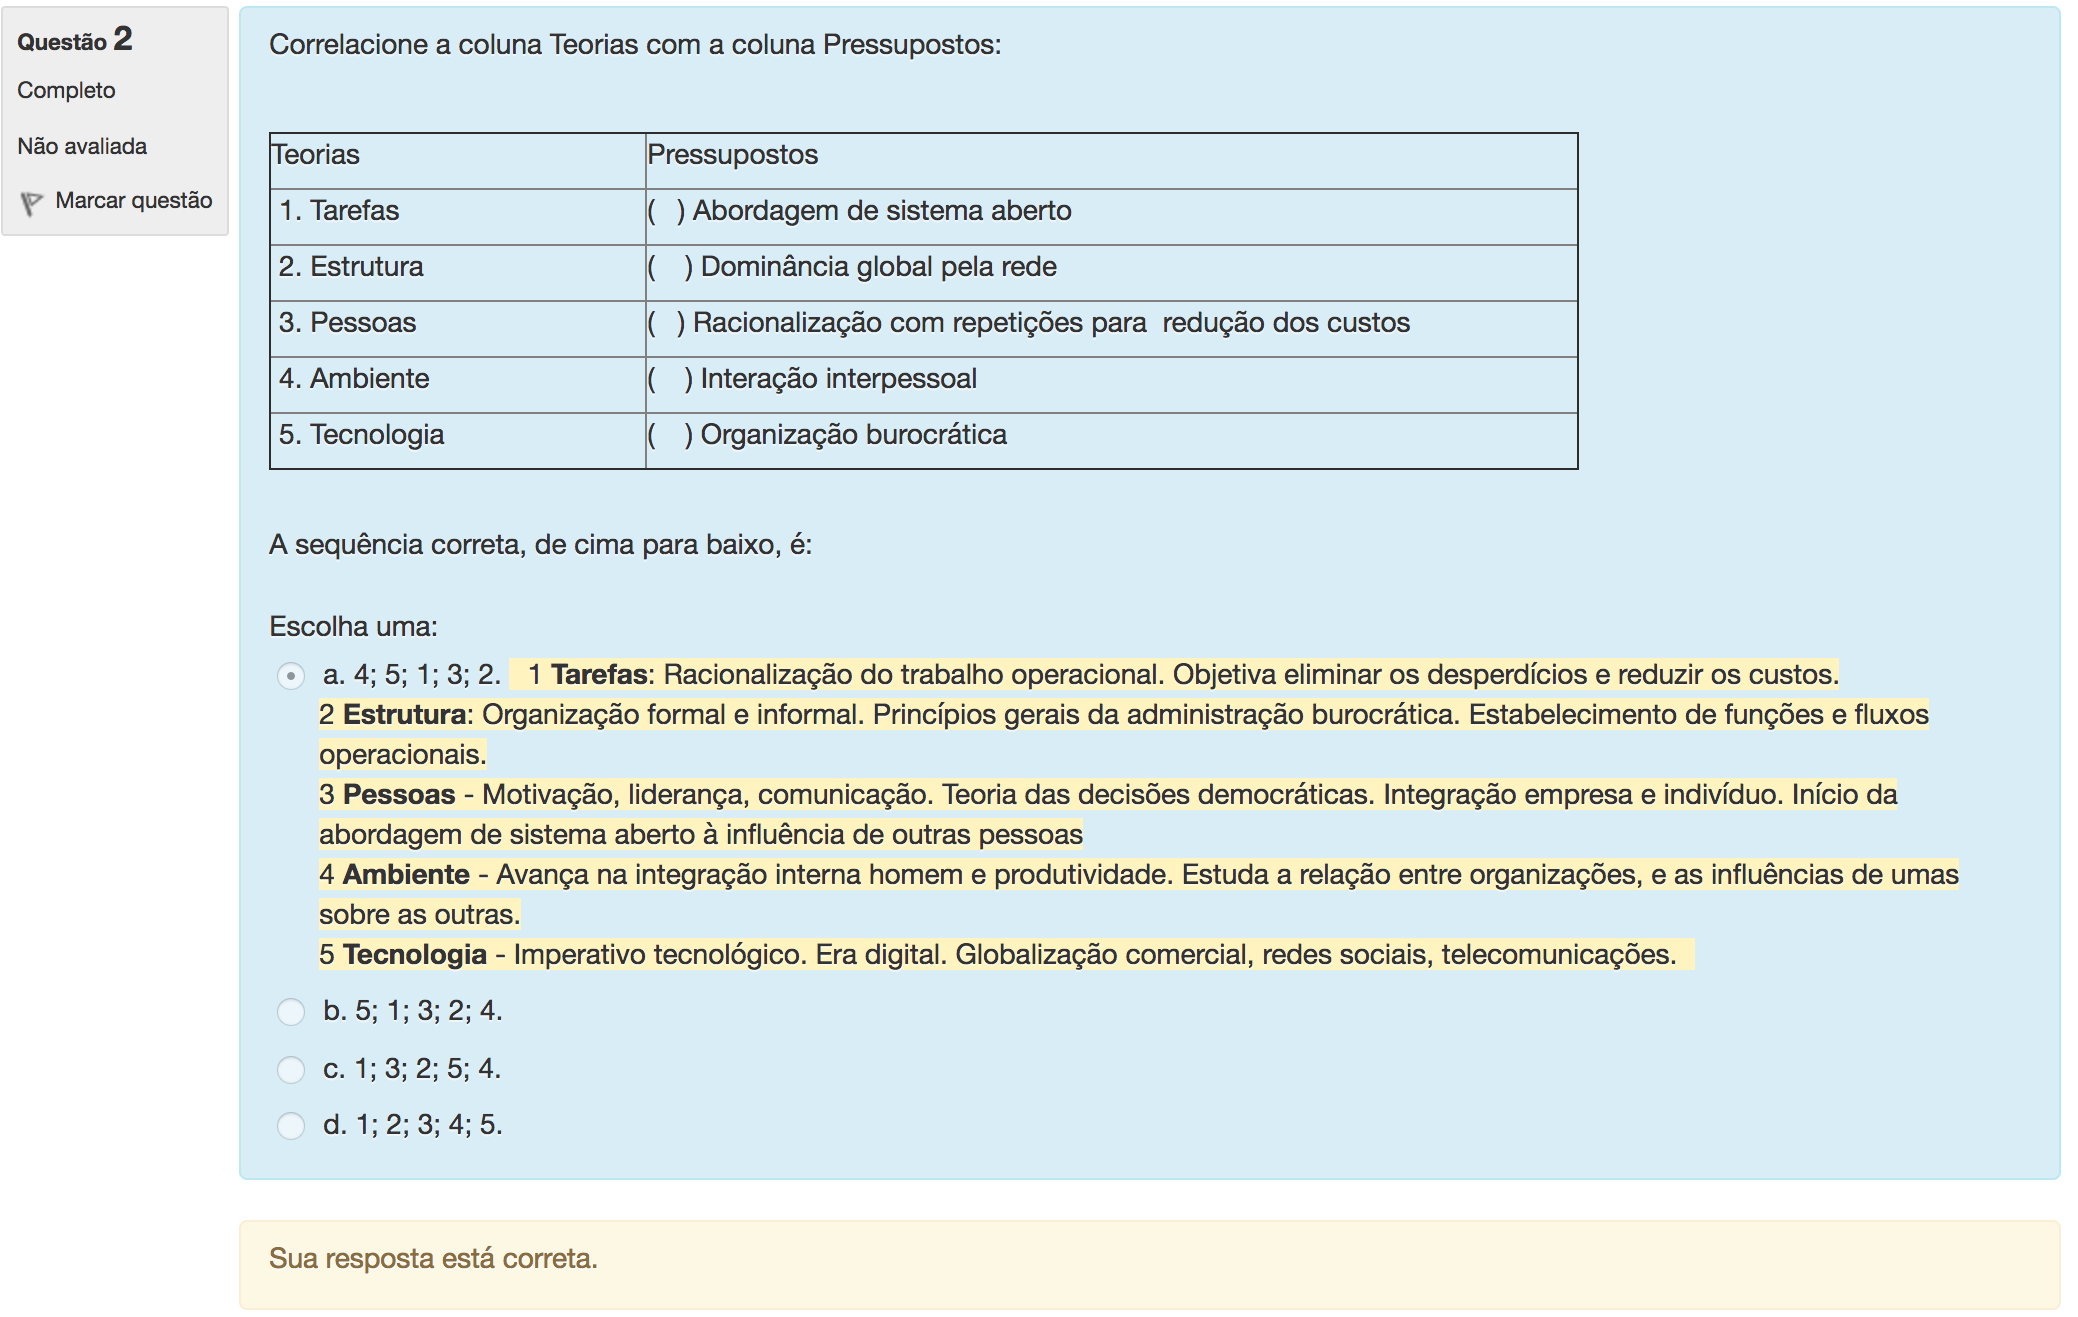 Questão 2
Completo
Não avaliada
Marcar questão
Correlacione a coluna Teorias com a coluna Pressupostos:
Teorias
Pressupostos
1. Tarefas
( ) Abordagem de sistema aberto
2. Estrutura
( ) Dominância global pela rede
3. Pessoas
( ) Racionalização com repetições para redução dos custos
4. Ambiente
( ) Interação interpessoal
5. Tecnologia
( ) Organização burocrática
A sequência correta, de cima para baixo, é:
Escolha uma:
a. 4; 5; 1; 3; 2. 1 Tarefas: Racionalização do trabalho operacional. Objetiva eliminar os desperdícios e reduzir os custos.
2 Estrutura: Organização formal e informal. Princípios gerais da administração burocrática. Estabelecimento de funções e fluxos
operacionais.
3 Pessoas - Motivação, liderança, comunicação. Teoria das decisões democráticas. Integração empresa e indivíduo. Início da
abordagem de sistema aberto à influência de outras pessoas
4 Ambiente - Avança na integração interna homem e produtividade. Estuda a relação entre organizações, e as influências de umas
sobre as outras.
5 Tecnologia - Imperativo tecnológico. Era digital. Globalização comercial, redes sociais, telecomunicações.
b. 5; 1; 3; 2; 4.
c. 1; 3; 2; 5; 4.
d. 1; 2; 3; 4; 5.
Sua resposta está correta.